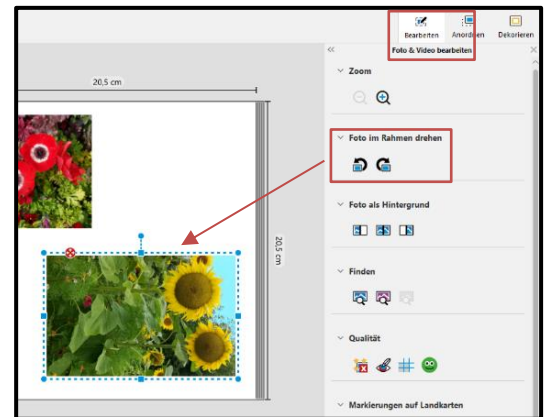 Bearbeiten Anordnen Dekorieren
Foto & Video bearbeiten
Zoom
20,5 cm
Foto im Rahmen drehen
Foto als Hintergrund
20,5 cm
Finden
Qualität
Markierungen auf Landkarten